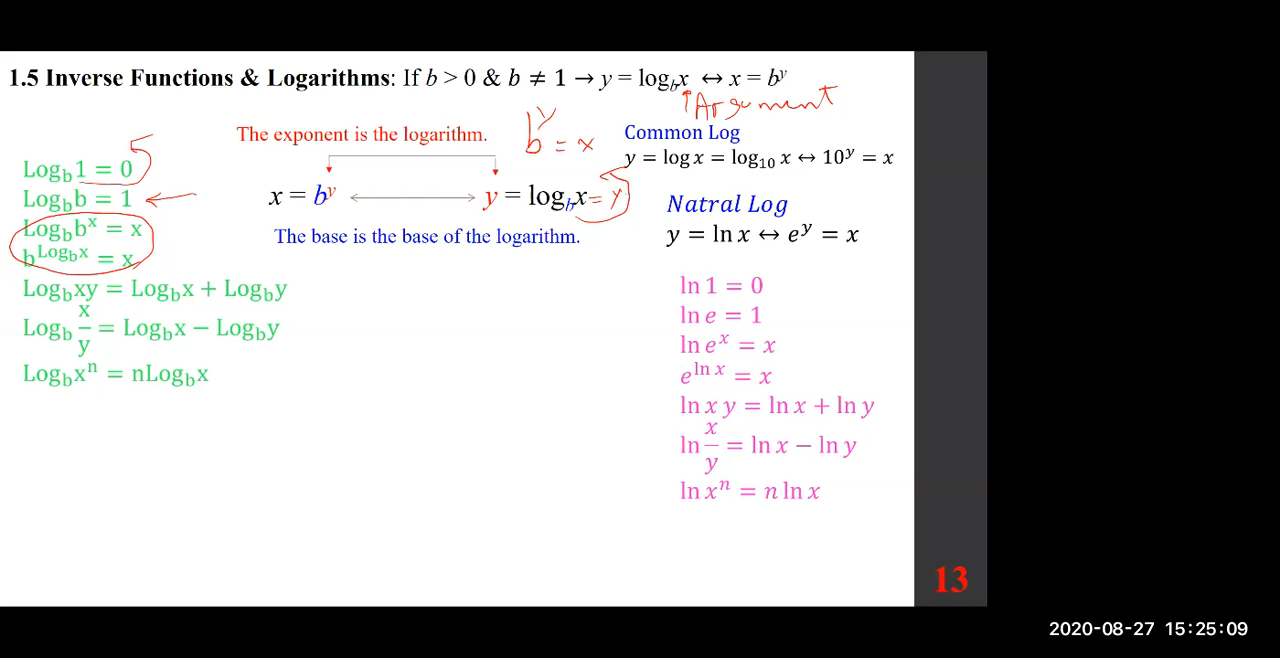 1.5 Inverse Functions & Logarithms: If b > 0 & b ≠ 1 → y = log_b x ↔ x = b^y
Argument
The exponent is the logarithm.
b^y = x
x = b^y
y = log_b x = y
The base is the base of the logarithm.
Common Log
y = log x = log_10 x ↔ 10^y = x
Natral Log
y = ln x ↔ e^y = x
Log_b 1 = 0
Log_b b = 1
Log_b b^x = x
b^(Log_b x) = x
Log_b xy = Log_b x + Log_b y
Log_b x/y = Log_b x − Log_b y
Log_b x^n = nLog_b x
ln 1 = 0
ln e = 1
ln e^x = x
e^(ln x) = x
ln x y = ln x + ln y
ln x/y = ln x − ln y
ln x^n = n ln x
13
2020-08-27 15:25:09